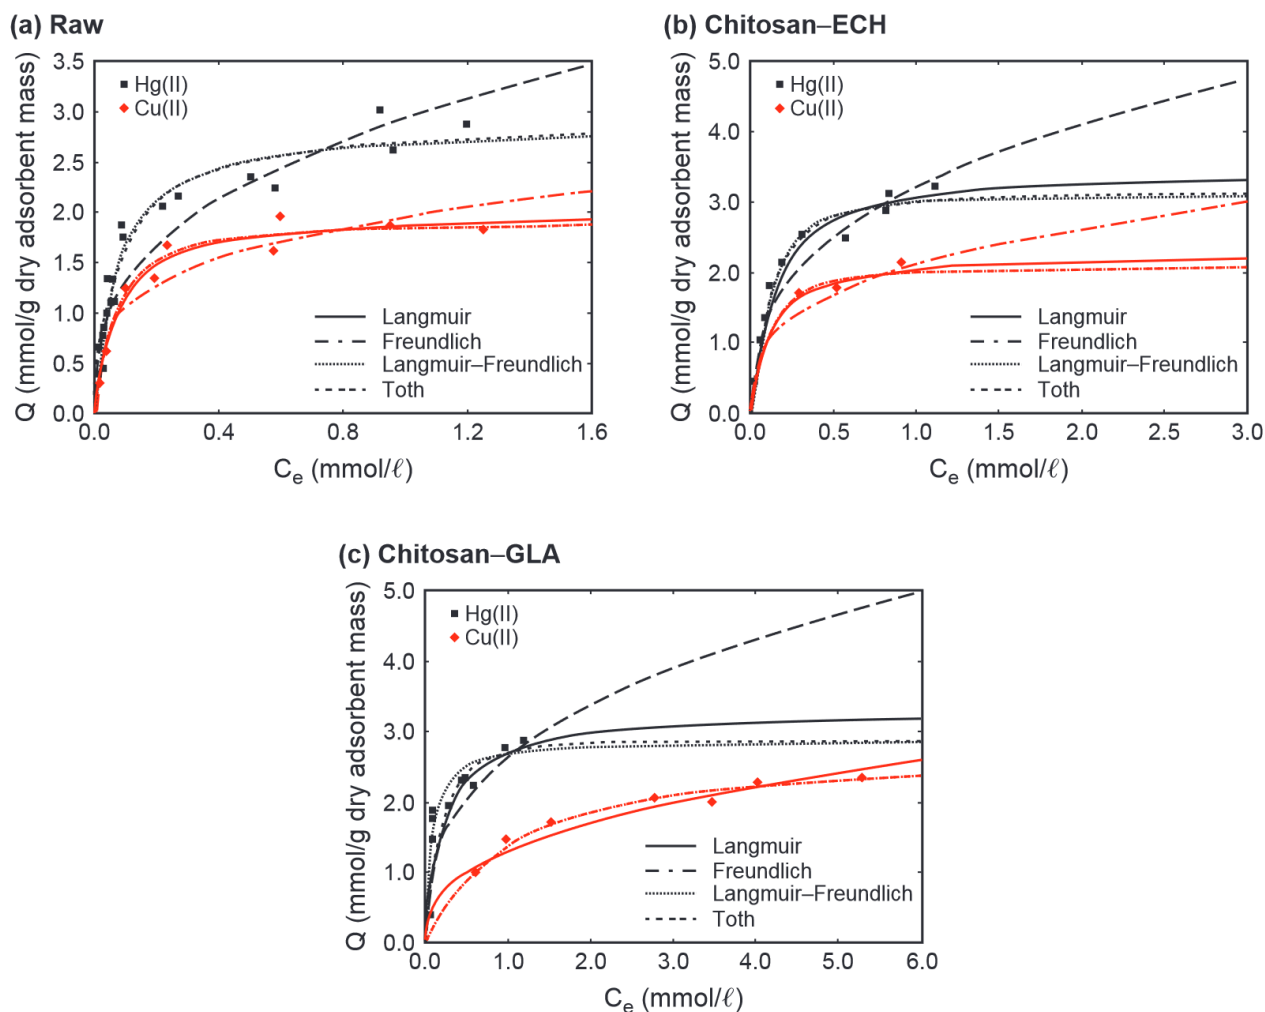 (a) Raw
Q (mmol/g dry adsorbent mass)
3.5
3.0
2.5
2.0
1.5
1.0
0.5
0.0
Hg(II)
Cu(II)
Langmuir
Freundlich
Langmuir–Freundlich
Toth
0.0 0.4 0.8 1.2 1.6
Ce (mmol/ℓ)
(b) Chitosan–ECH
Q (mmol/g dry adsorbent mass)
5.0
4.0
3.0
2.0
1.0
0.0
Hg(II)
Cu(II)
Langmuir
Freundlich
Langmuir–Freundlich
Toth
0.0 0.5 1.0 1.5 2.0 2.5 3.0
Ce (mmol/ℓ)
(c) Chitosan–GLA
Q (mmol/g dry adsorbent mass)
5.0
4.0
3.0
2.0
1.0
0.0
Hg(II)
Cu(II)
Langmuir
Freundlich
Langmuir–Freundlich
Toth
0.0 1.0 2.0 3.0 4.0 5.0 6.0
Ce (mmol/ℓ)